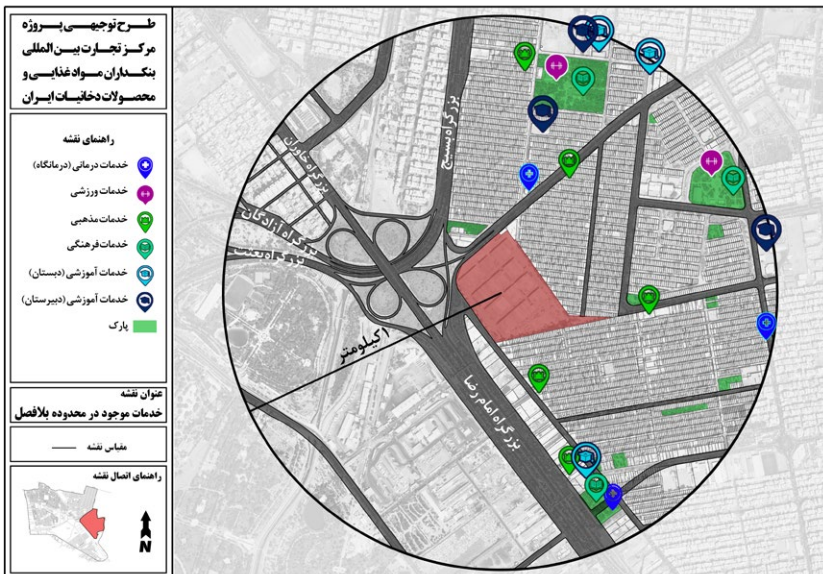 طرح توجیهی پروژه
مرکز تجارت بین المللی
بنکداران مواد غذایی و
محصولات دخانیات ایران
راهنمای نقشه
خدمات درمانی (درمانگاه)
خدمات ورزشی
خدمات مذهبی
خدمات فرهنگی
خدمات آموزشی (دبستان)
خدمات آموزشی (دبیرستان)
پارک
عنوان نقشه
خدمات موجود در محدوده بلافصل
مقیاس نقشه
راهنمای اتصال نقشه
N
بزرگراه بسیج
بزرگراه خاوران
بزرگراه آزادگان
بزرگراه بعثت
۱ کیلومتر
بزرگراه امام رضا